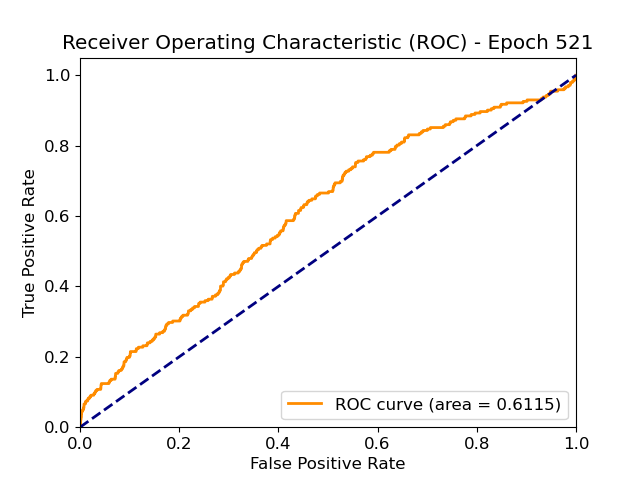 Receiver Operating Characteristic (ROC) - Epoch 521
True Positive Rate
1.0
0.8
0.6
0.4
0.2
0.0
ROC curve (area = 0.6115)
0.0 0.2 0.4 0.6 0.8 1.0
False Positive Rate